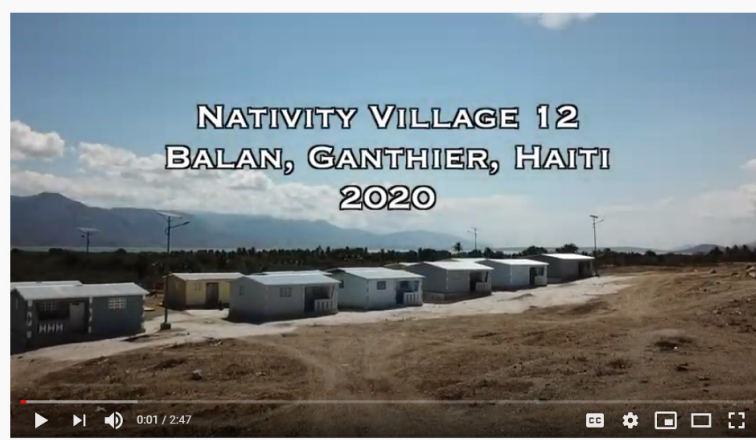 NATIVITY VILLAGE 12
BALAN, GANTHIER, HAITI
2020
0:01 / 2:47
CC